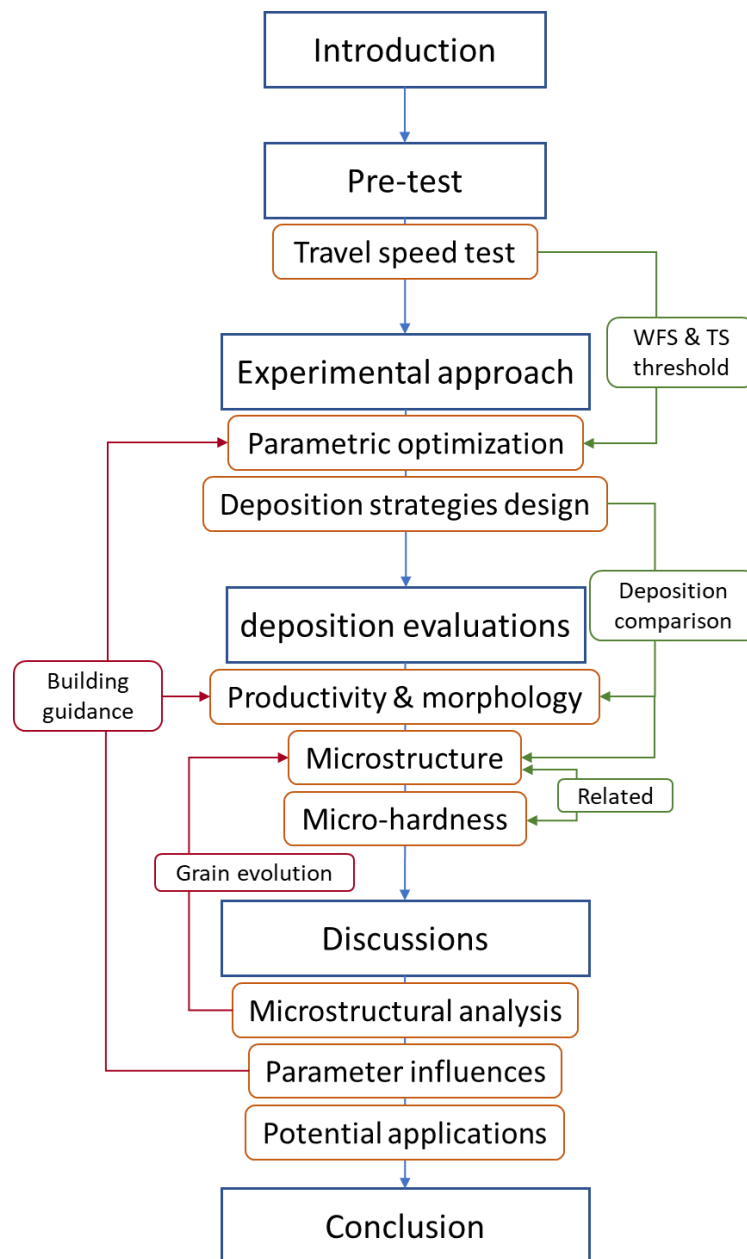 Introduction
Pre-test
Travel speed test
WFS & TS
threshold
Experimental approach
Parametric optimization
Deposition strategies design
Deposition
comparison
deposition evaluations
Building
guidance
Productivity & morphology
Microstructure
Related
Micro-hardness
Grain evolution
Discussions
Microstructural analysis
Parameter influences
Potential applications
Conclusion